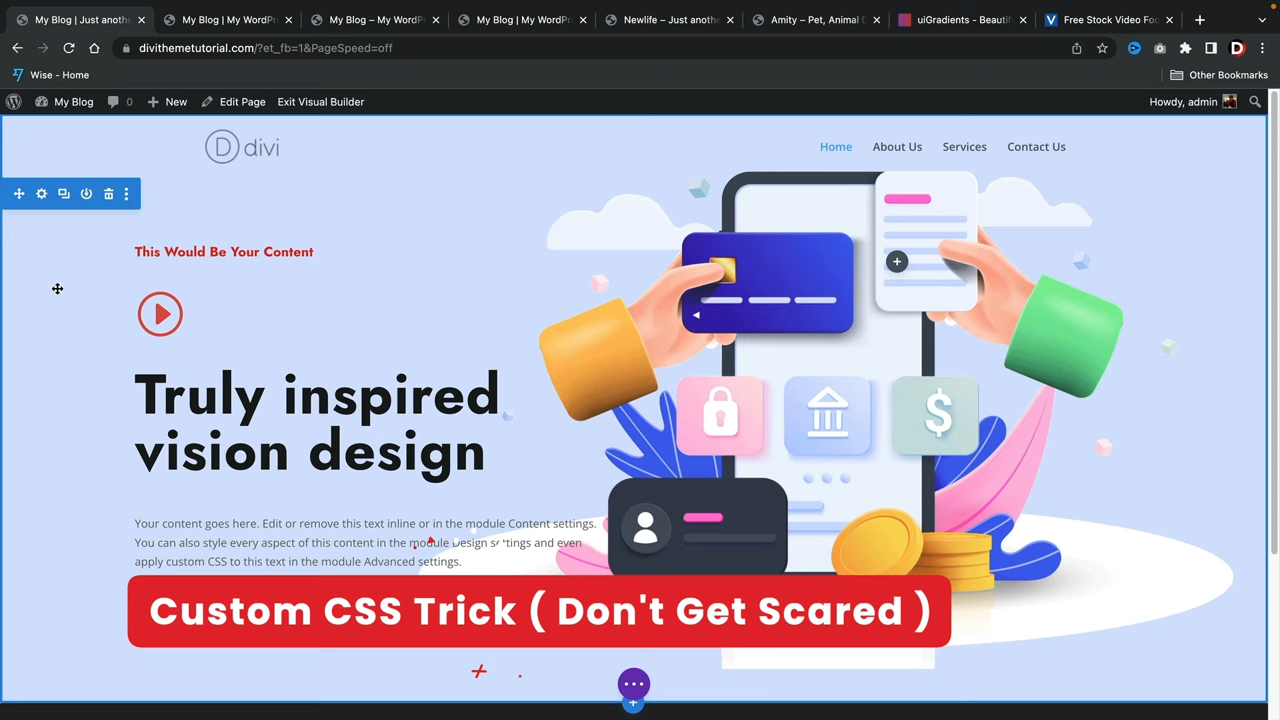 My Blog | Just anoth
My Blog | My WordPr
My Blog – My WordPr
My Blog | My WordPr
Newlife – Just anoth
Amity – Pet, Animal D
uiGradients - Beautif
Free Stock Video Foo
divithemetutorial.com/?et_fb=1&PageSpeed=off
D
Wise - Home
Other Bookmarks
My Blog
0
New
Edit Page
Exit Visual Builder
Howdy, admin
D divi
Home
About Us
Services
Contact Us
This Would Be Your Content
Truly inspired
vision design
Your content goes here. Edit or remove this text inline or in the module Content settings.
You can also style every aspect of this content in the module Design settings and even
apply custom CSS to this text in the module Advanced settings.
Custom CSS Trick ( Don't Get Scared )